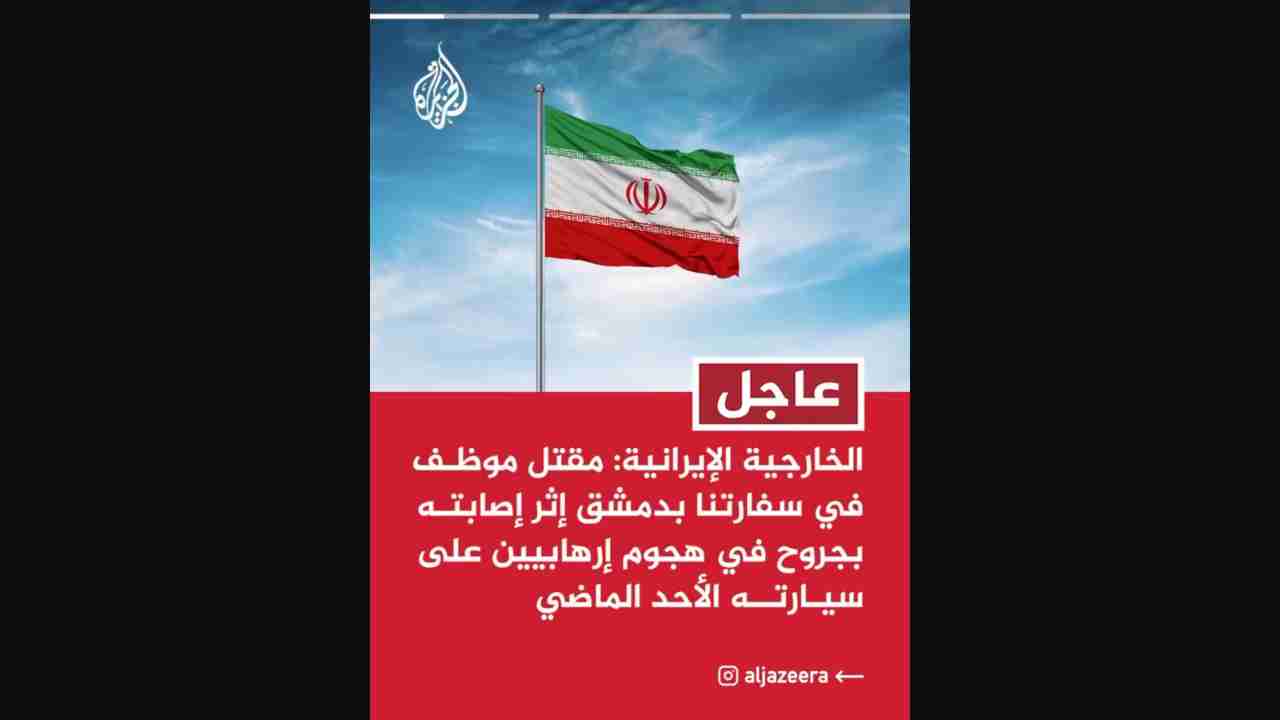 الجزيرة
عاجل
الخارجية الإيرانية: مقتل موظف
في سفارتنا بدمشق إثر إصابته
بجروح في هجوم إرهابيين على
سيارته الأحد الماضي
aljazeera